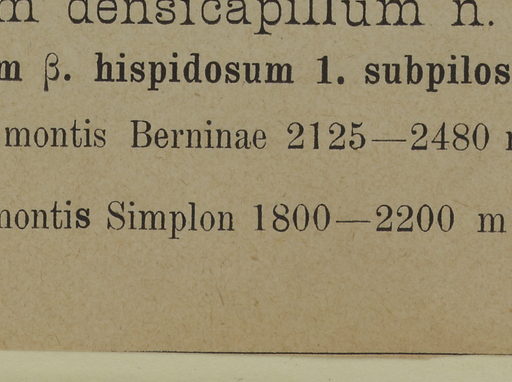 m densicapillum n.
m β. hispidosum 1. subpilos
montis Berninae 2125—2480 m
montis Simplon 1800—2200 m